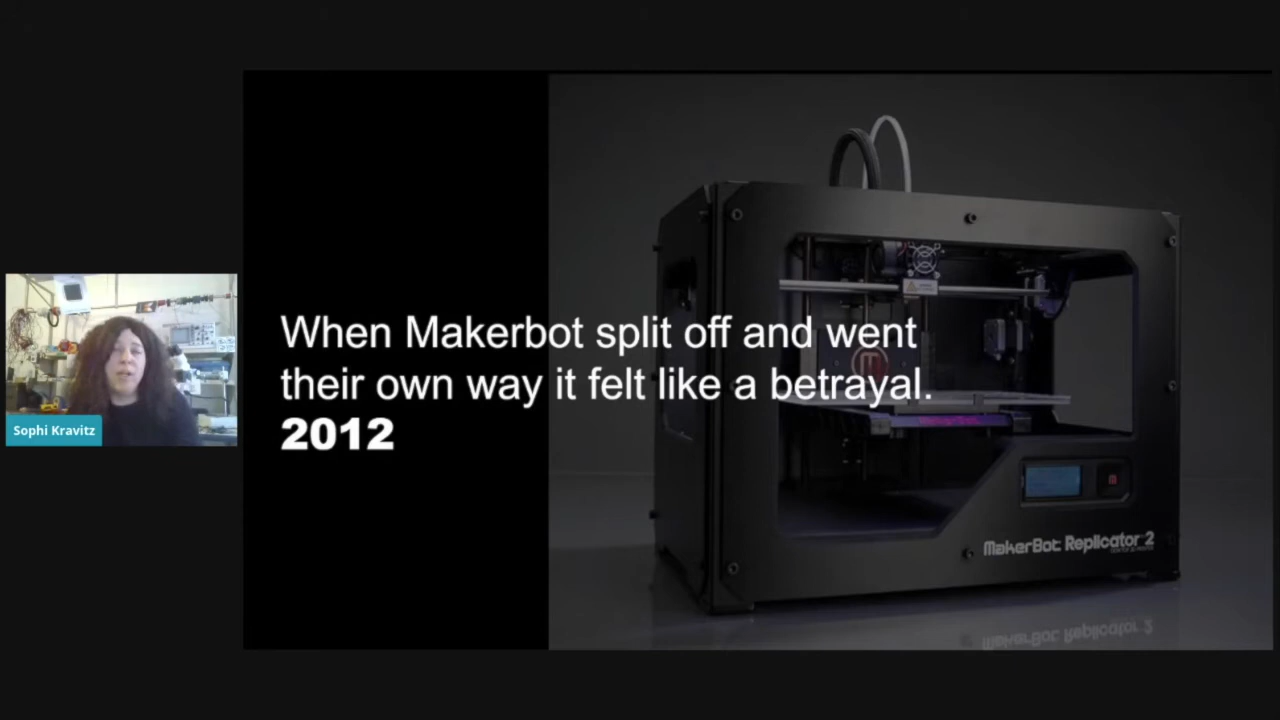 When Makerbot split off and went
their own way it felt like a betrayal.
2012
Sophi Kravitz
MakerBot Replicator 2